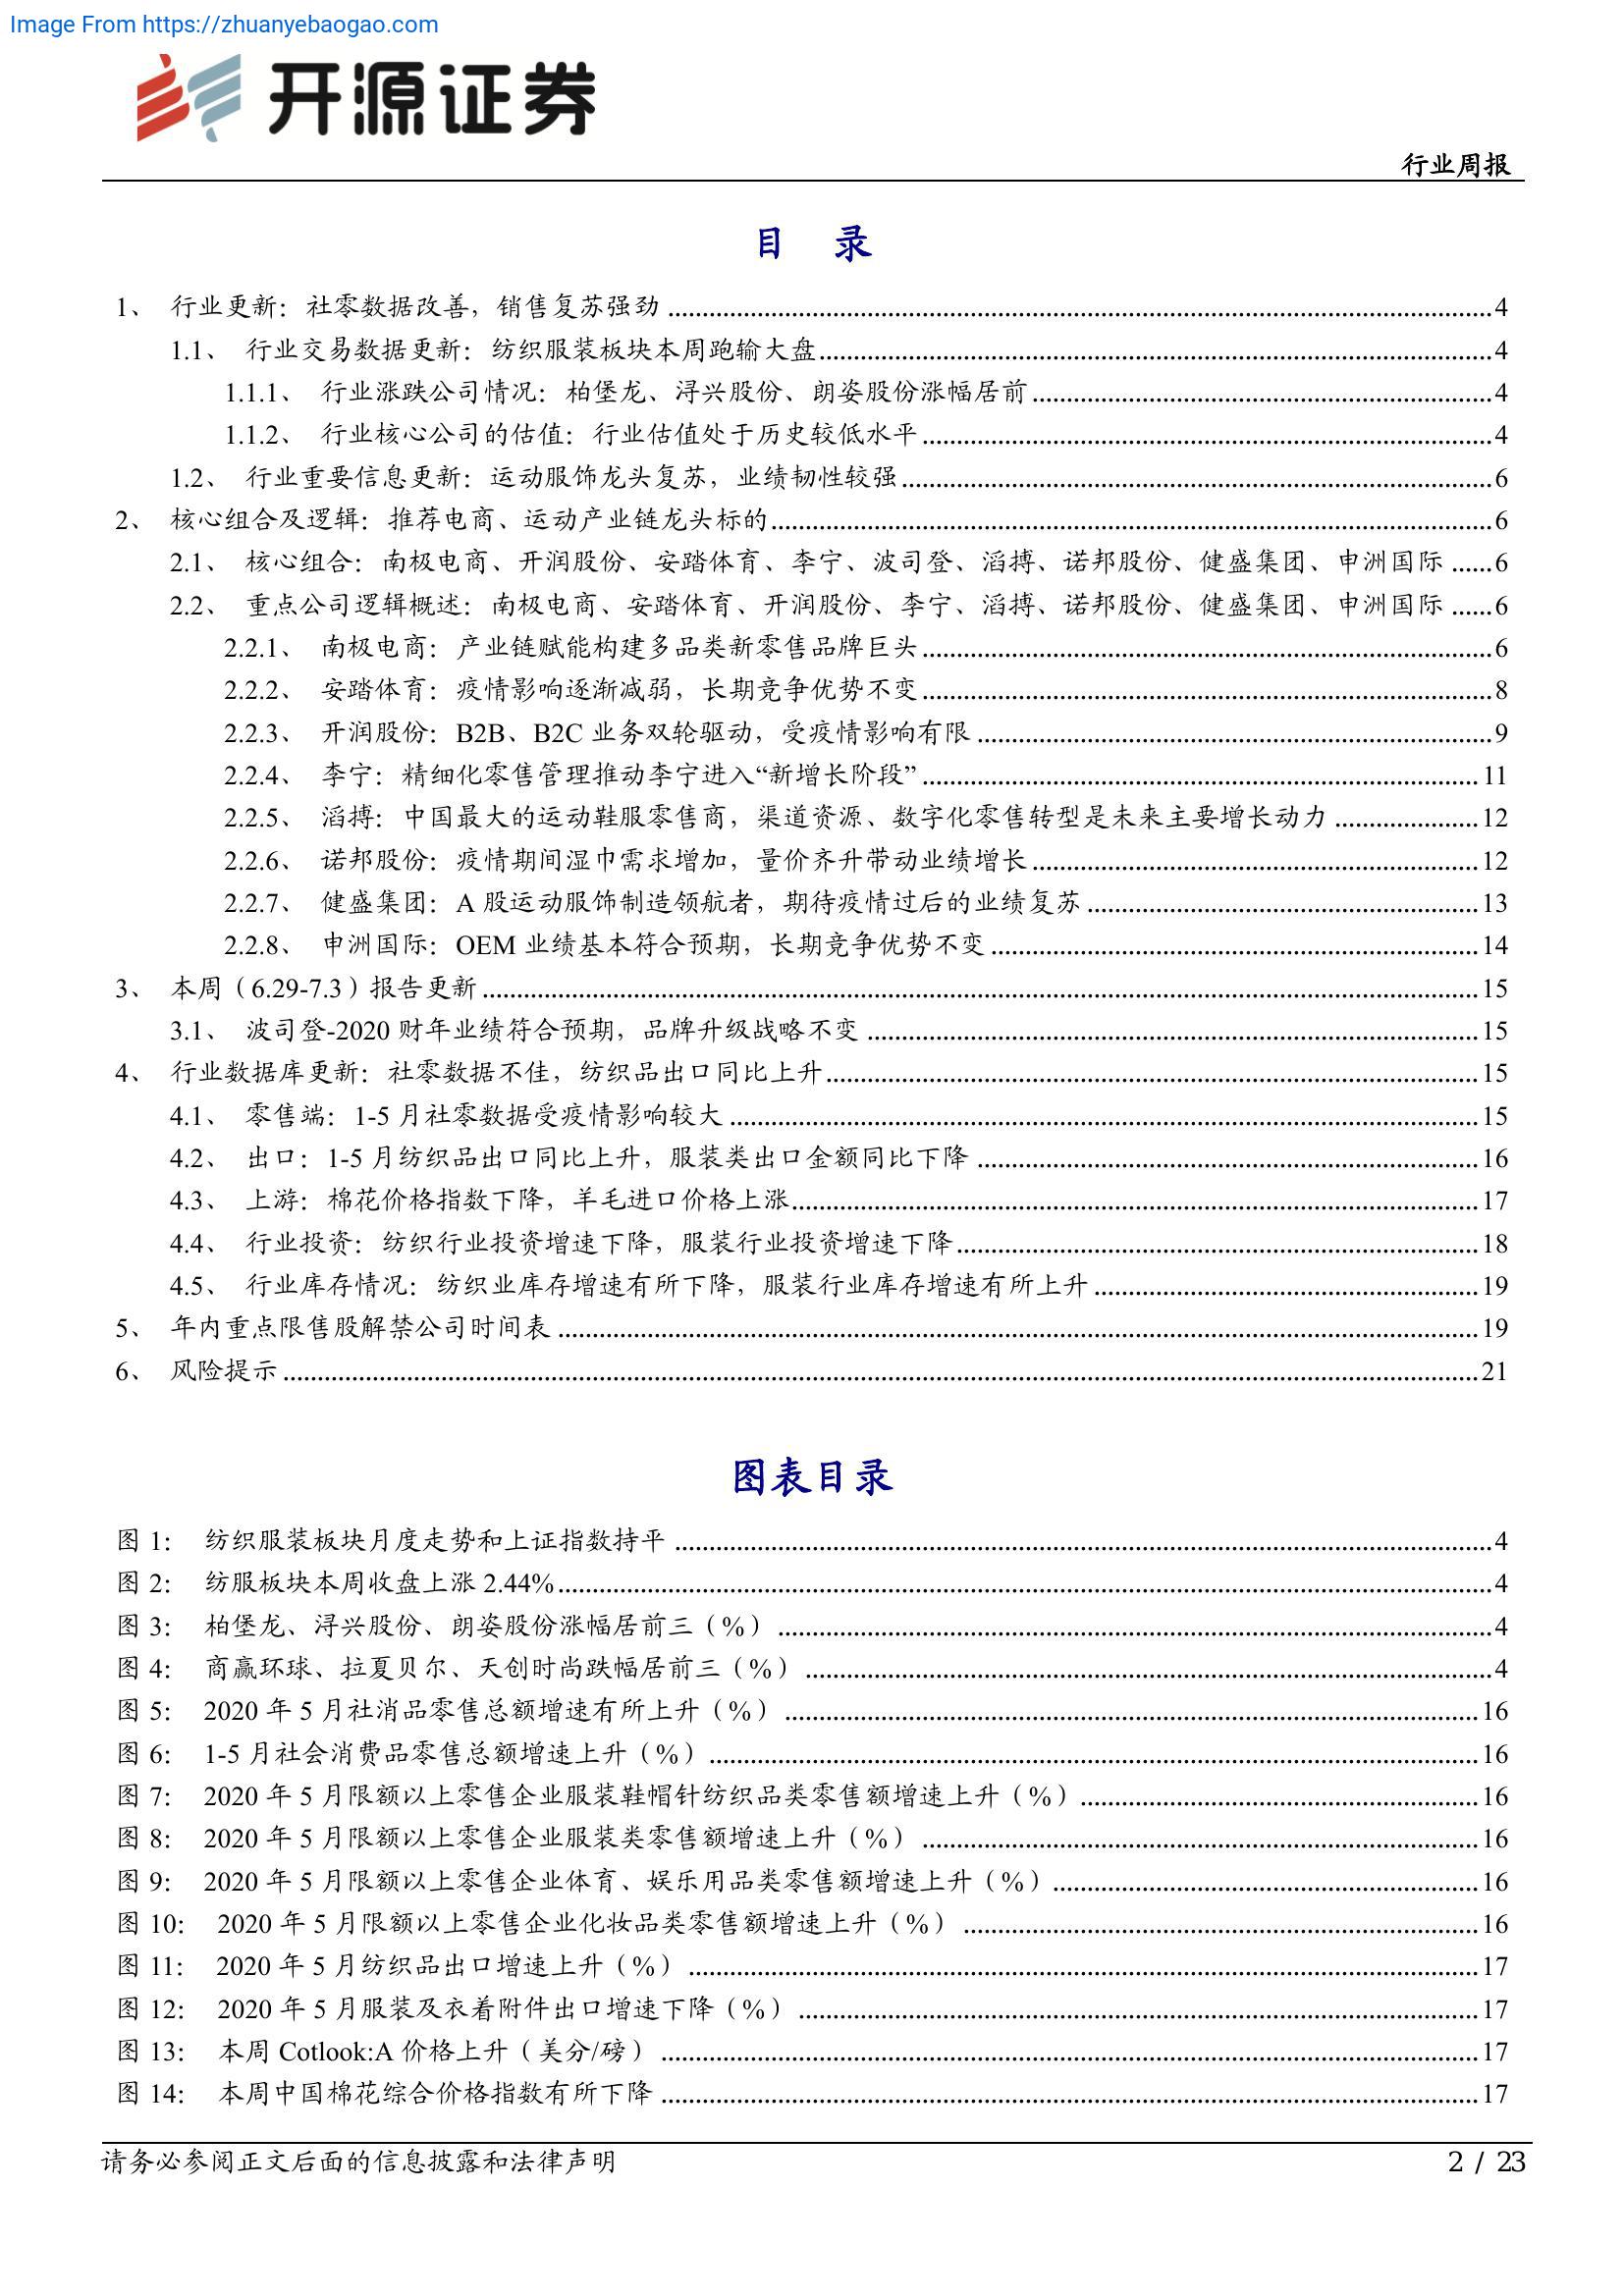 Image From https://zhuanyebaogao.com
开源证券
行业周报
目 录
1、 行业更新：社零数据改善，销售复苏强劲 4
1.1、 行业交易数据更新：纺织服装板块本周跑输大盘 4
1.1.1、 行业涨跌公司情况：柏堡龙、浔兴股份、朗姿股份涨幅居前 4
1.1.2、 行业核心公司的估值：行业估值处于历史较低水平 4
1.2、 行业重要信息更新：运动服饰龙头复苏，业绩韧性较强 6
2、 核心组合及逻辑：推荐电商、运动产业链龙头标的 6
2.1、 核心组合：南极电商、开润股份、安踏体育、李宁、波司登、滔搏、诺邦股份、健盛集团、申洲国际 6
2.2、 重点公司逻辑概述：南极电商、安踏体育、开润股份、李宁、滔搏、诺邦股份、健盛集团、申洲国际 6
2.2.1、 南极电商：产业链赋能构建多品类新零售品牌巨头 6
2.2.2、 安踏体育：疫情影响逐渐减弱，长期竞争优势不变 8
2.2.3、 开润股份：B2B、B2C 业务双轮驱动，受疫情影响有限 9
2.2.4、 李宁：精细化零售管理推动李宁进入“新增长阶段” 11
2.2.5、 滔搏：中国最大的运动鞋服零售商，渠道资源、数字化零售转型是未来主要增长动力 12
2.2.6、 诺邦股份：疫情期间湿巾需求增加，量价齐升带动业绩增长 12
2.2.7、 健盛集团：A 股运动服饰制造领航者，期待疫情过后的业绩复苏 13
2.2.8、 申洲国际：OEM 业绩基本符合预期，长期竞争优势不变 14
3、 本周（6.29-7.3）报告更新 15
3.1、 波司登-2020 财年业绩符合预期，品牌升级战略不变 15
4、 行业数据库更新：社零数据不佳，纺织品出口同比上升 15
4.1、 零售端：1-5 月社零数据受疫情影响较大 15
4.2、 出口：1-5 月纺织品出口同比上升，服装类出口金额同比下降 16
4.3、 上游：棉花价格指数下降，羊毛进口价格上涨 17
4.4、 行业投资：纺织行业投资增速下降，服装行业投资增速下降 18
4.5、 行业库存情况：纺织业库存增速有所下降，服装行业库存增速有所上升 19
5、 年内重点限售股解禁公司时间表 19
6、 风险提示 21
图表目录
图 1： 纺织服装板块月度走势和上证指数持平 4
图 2： 纺服板块本周收盘上涨 2.44% 4
图 3： 柏堡龙、浔兴股份、朗姿股份涨幅居前三（%） 4
图 4： 商赢环球、拉夏贝尔、天创时尚跌幅居前三（%） 4
图 5： 2020 年 5 月社消品零售总额增速有所上升（%） 16
图 6： 1-5 月社会消费品零售总额增速上升（%） 16
图 7： 2020 年 5 月限额以上零售企业服装鞋帽针纺织品类零售额增速上升（%） 16
图 8： 2020 年 5 月限额以上零售企业服装类零售额增速上升（%） 16
图 9： 2020 年 5 月限额以上零售企业体育、娱乐用品类零售额增速上升（%） 16
图 10： 2020 年 5 月限额以上零售企业化妆品类零售额增速上升（%） 16
图 11： 2020 年 5 月纺织品出口增速上升（%） 17
图 12： 2020 年 5 月服装及衣着附件出口增速下降（%） 17
图 13： 本周 Cotlook:A 价格上升（美分/磅） 17
图 14： 本周中国棉花综合价格指数有所下降 17
请务必参阅正文后面的信息披露和法律声明 2 / 23